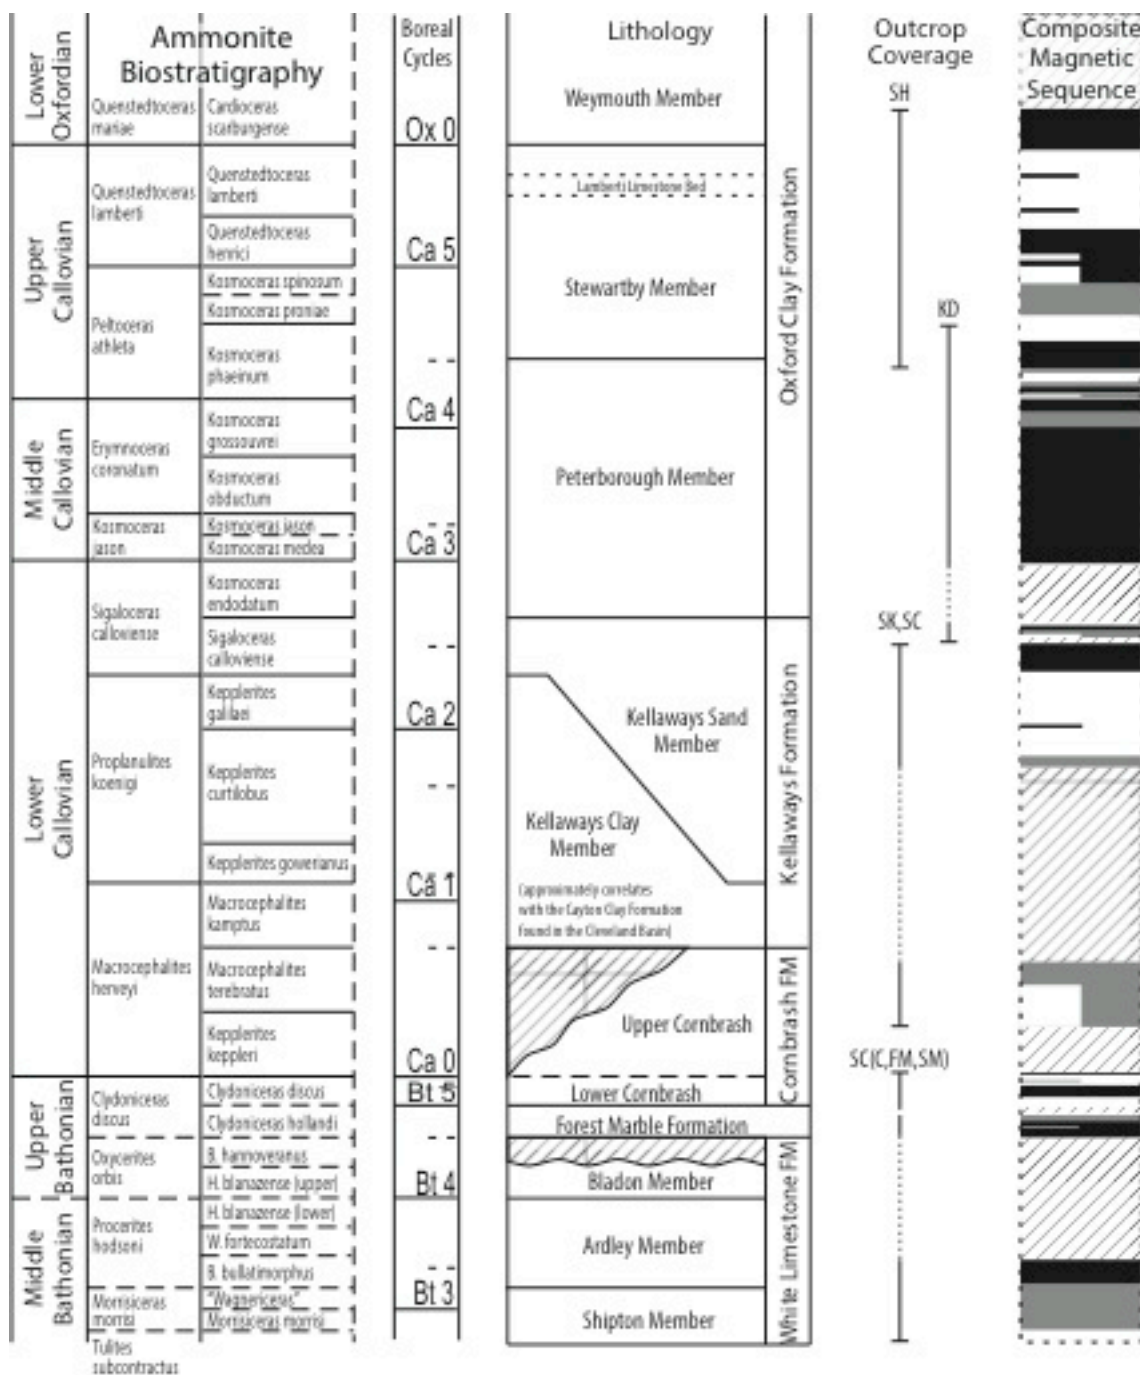 Lower
Oxfordian
Upper
Callovian
Middle
Callovian
Lower
Callovian
Upper
Bathonian
Middle
Bathonian
Ammonite
Biostratigraphy
Quenstedtoceras
mariae
Quenstedtoceras
lamberti
Peltoceras
athleta
Erymnoceras
coronatum
Kosmoceras
jason
Sigaloceras
calloviense
Proplanulites
koenigi
Macrocephalites
herveyi
Clydoniceras
discus
Oxycerites
orbis
Procerites
hodsoni
Morrisiceras
morrisi
Tulites
subcontractus
Cardioceras
scarburgense
Quenstedtoceras
lamberti
Quenstedtoceras
henrici
Kosmoceras spinosum
Kosmoceras proniae
Kosmoceras
phaeinum
Kosmoceras
grossouvrei
Kosmoceras
obductum
Kosmoceras jason
Kosmoceras medea
Kosmoceras
endodatum
Sigaloceras
calloviense
Kepplerites
galilaei
Kepplerites
curtilobus
Kepplerites gowerianus
Macrocephalites
kamptus
Macrocephalites
terebratus
Kepplerites
keppleri
Clydoniceras discus
Clydoniceras hollandi
B. hannoveranus
H. blanazense (upper)
H. blanazense (lower)
W. fortecostatum
B. bullatimorphus
"Wagnericeras"
Morrisiceras morrisi
Boreal
Cycles
Ox 0
Ca 5
Ca 4
Ca 3
Ca 2
Ca 1
Ca 0
Bt 5
Bt 4
Bt 3
Lithology
Weymouth Member
Lamberti Limestone Bed
Stewartby Member
Peterborough Member
Kellaways Sand
Member
Kellaways Clay
Member
(approximately correlates
with the Cayton Clay Formation
found in the Cleveland Basin)
Upper Cornbrash
Lower Cornbrash
Forest Marble Formation
Bladon Member
Ardley Member
Shipton Member
Oxford Clay Formation
Kellaways Formation
Cornbrash FM
White Limestone FM
Outcrop
Coverage
SH
KD
SK,SC
SC(C,FM,SM)
Composite
Magnetic
Sequence